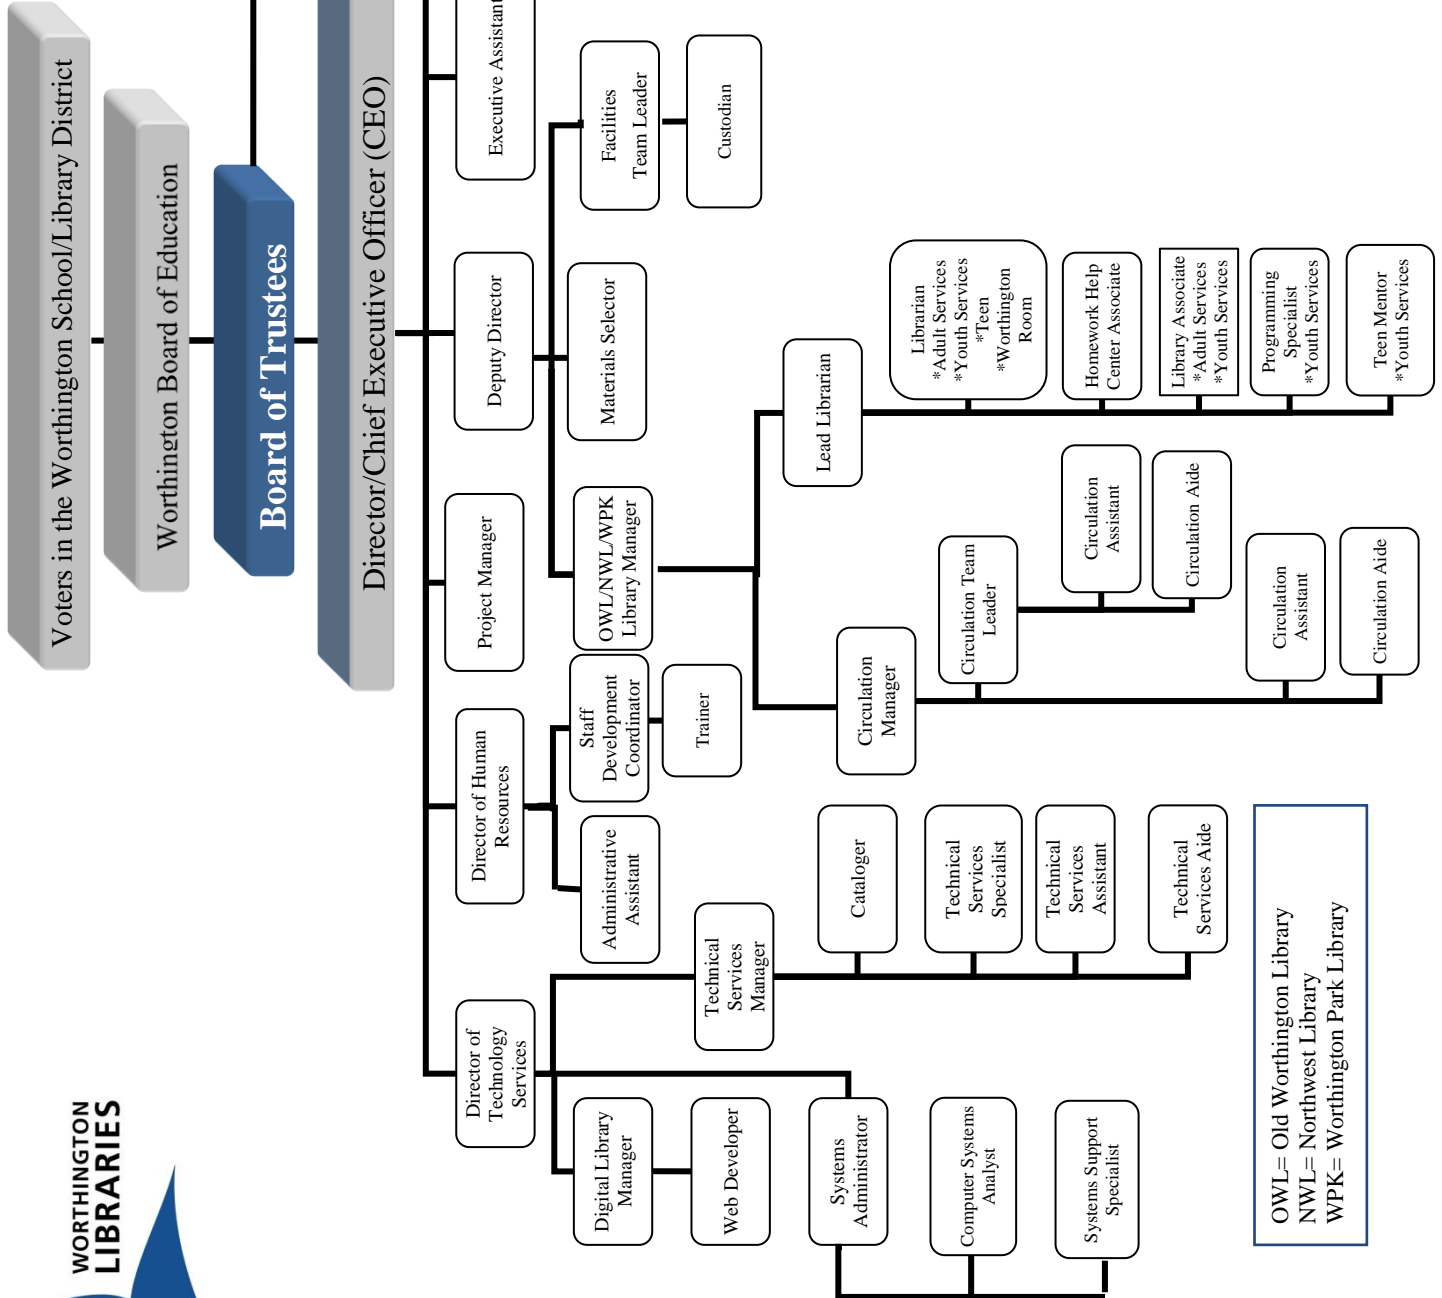 WORTHINGTON
LIBRARIES
Voters in the Worthington School/Library District
Worthington Board of Education
Board of Trustees
Director/Chief Executive Officer (CEO)
Director of
Technology
Services
Director of Human
Resources
Project Manager
Deputy Director
Executive Assistant
Digital Library
Manager
Web Developer
Systems
Administrator
Computer Systems
Analyst
Systems Support
Specialist
Technical
Services
Manager
Cataloger
Technical
Services
Specialist
Technical
Services
Assistant
Technical
Services Aide
Administrative
Assistant
Staff
Development
Coordinator
Trainer
OWL/NWL/WPK
Library Manager
Materials Selector
Facilities
Team Leader
Custodian
Circulation
Manager
Circulation Team
Leader
Circulation
Assistant
Circulation Aide
Circulation
Assistant
Circulation Aide
Lead Librarian
Librarian
*Adult Services
*Youth Services
*Teen
*Worthington
Room
Homework Help
Center Associate
Library Associate
*Adult Services
*Youth Services
Programming
Specialist
*Youth Services
Teen Mentor
*Youth Services
OWL= Old Worthington Library
NWL= Northwest Library
WPK= Worthington Park Library